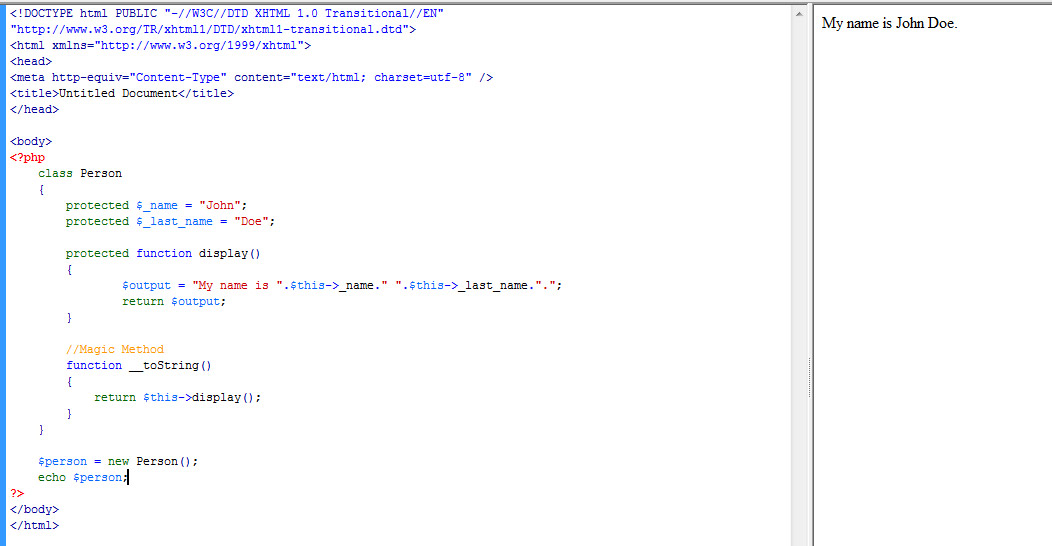 <!DOCTYPE html PUBLIC "-//W3C//DTD XHTML 1.0 Transitional//EN"
"http://www.w3.org/TR/xhtml1/DTD/xhtml1-transitional.dtd">
<html xmlns="http://www.w3.org/1999/xhtml">
<head>
<meta http-equiv="Content-Type" content="text/html; charset=utf-8" />
<title>Untitled Document</title>
</head>

<body>
<?php
    class Person
    {
        protected $_name = "John";
        protected $_last_name = "Doe";

        protected function display()
        {
                $output = "My name is ".$this->_name." ".$this->_last_name.".";
                return $output;
        }

        //Magic Method
        function __toString()
        {
            return $this->display();
        }
    }

    $person = new Person();
    echo $person;
?>
</body>
</html>
My name is John Doe.